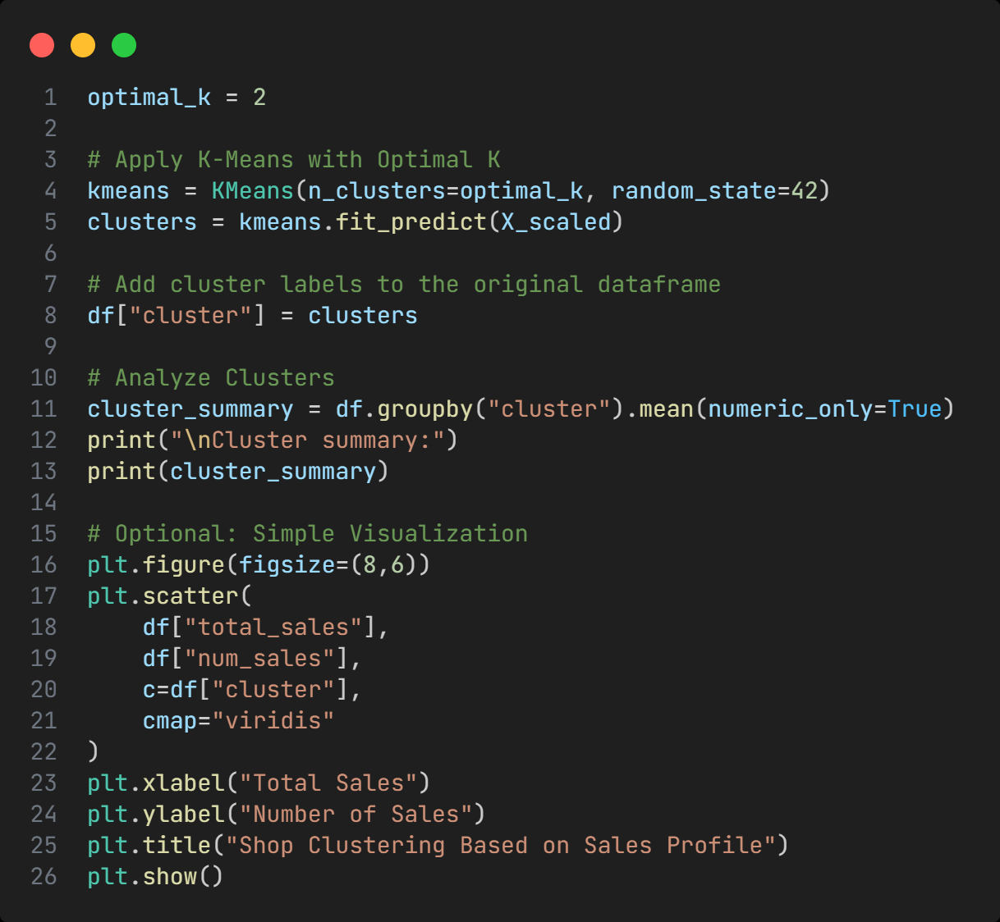 1 optimal_k = 2
2
3 # Apply K-Means with Optimal K
4 kmeans = KMeans(n_clusters=optimal_k, random_state=42)
5 clusters = kmeans.fit_predict(X_scaled)
6
7 # Add cluster labels to the original dataframe
8 df["cluster"] = clusters
9
10 # Analyze Clusters
11 cluster_summary = df.groupby("cluster").mean(numeric_only=True)
12 print("\nCluster summary:")
13 print(cluster_summary)
14
15 # Optional: Simple Visualization
16 plt.figure(figsize=(8,6))
17 plt.scatter(
18     df["total_sales"],
19     df["num_sales"],
20     c=df["cluster"],
21     cmap="viridis"
22 )
23 plt.xlabel("Total Sales")
24 plt.ylabel("Number of Sales")
25 plt.title("Shop Clustering Based on Sales Profile")
26 plt.show()